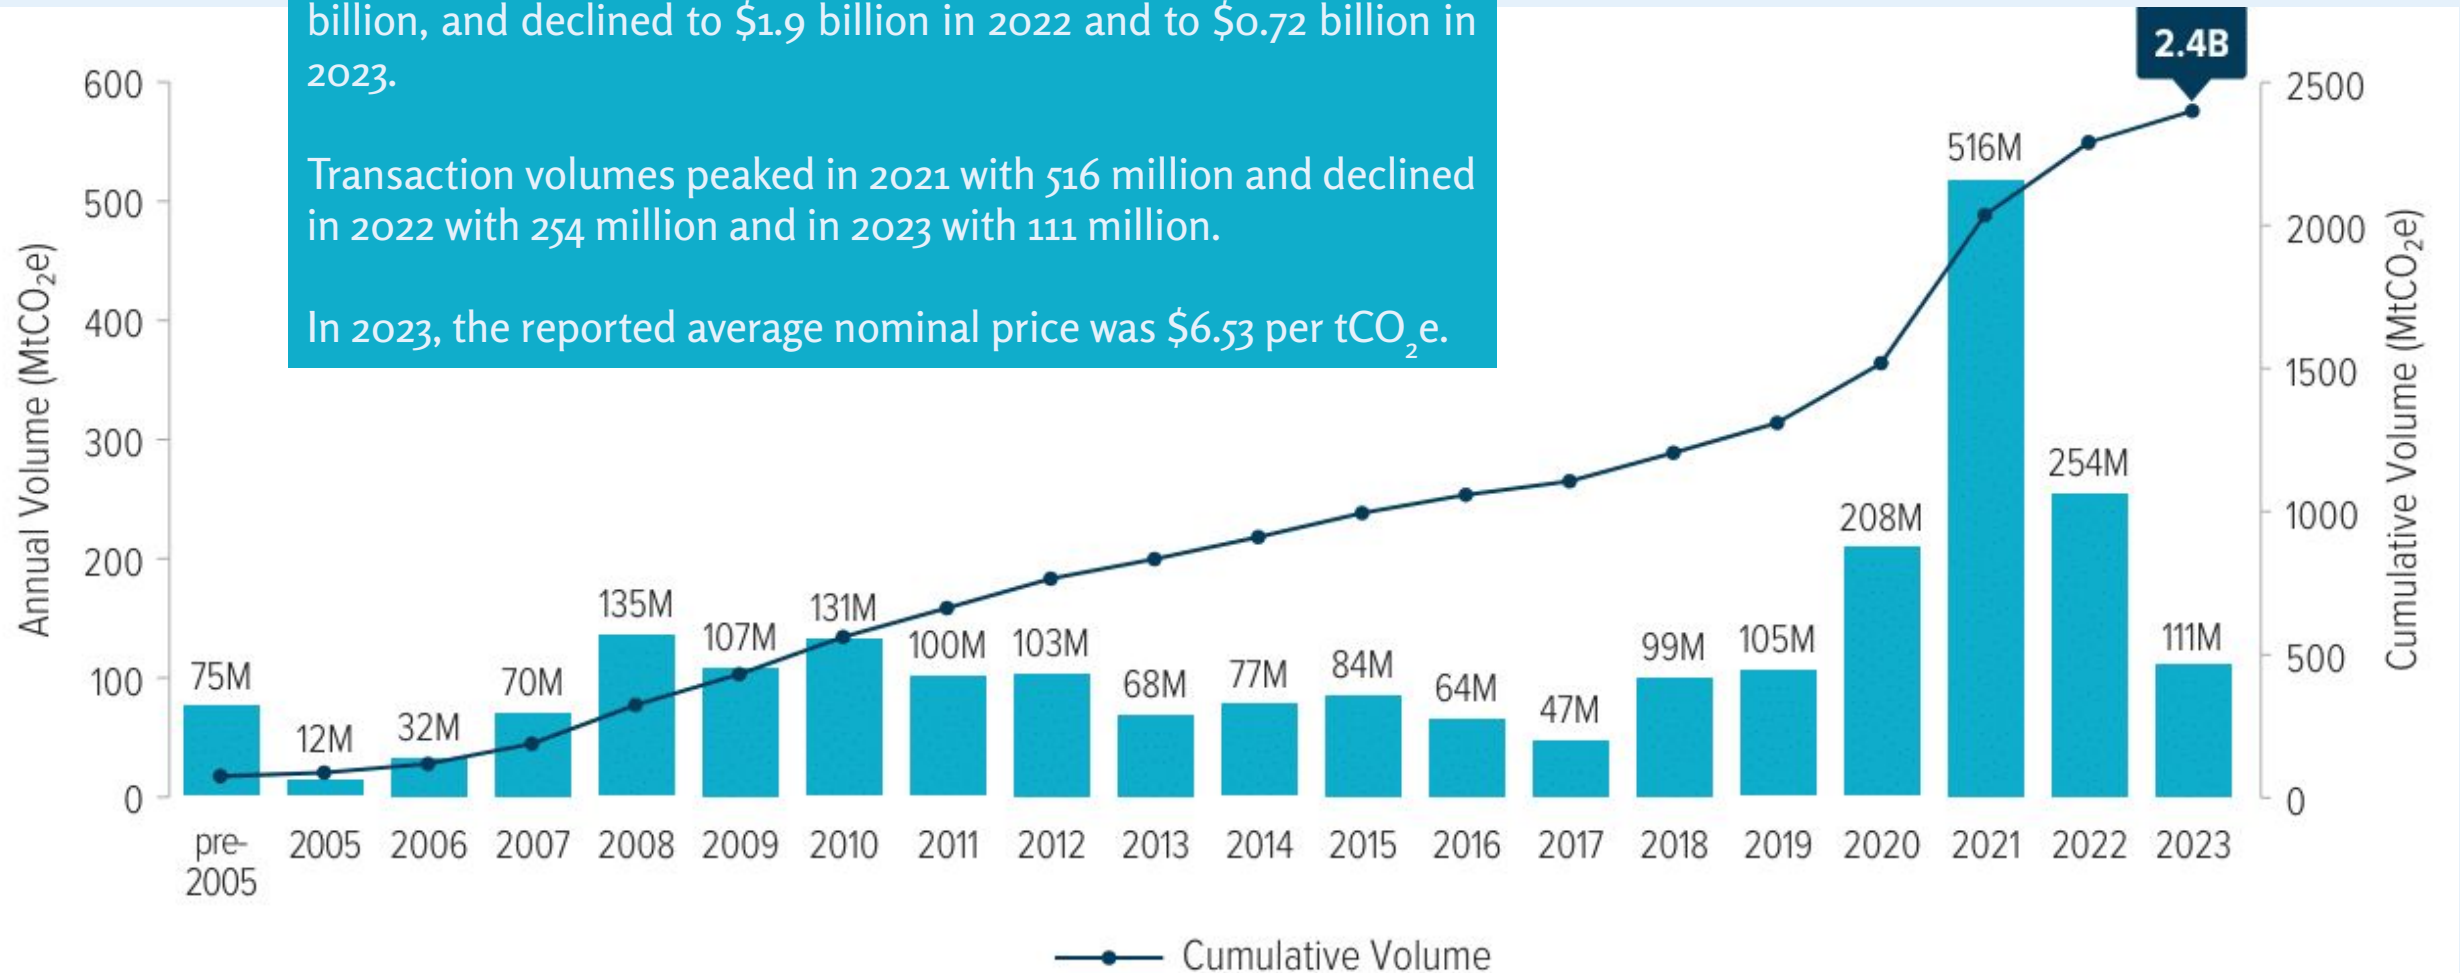 billion, and declined to $1.9 billion in 2022 and to $0.72 billion in
2023.
Transaction volumes peaked in 2021 with 516 million and declined
in 2022 with 254 million and in 2023 with 111 million.
In 2023, the reported average nominal price was $6.53 per tCO₂e.
2.4B
Annual Volume (MtCO₂e)
600
500
400
300
200
100
0
75M
12M
32M
70M
135M
107M
131M
100M
103M
68M
77M
84M
64M
47M
99M
105M
208M
516M
254M
111M
2500
2000
1500
1000
500
0
Cumulative Volume (MtCO₂e)
pre-
2005
2005
2006
2007
2008
2009
2010
2011
2012
2013
2014
2015
2016
2017
2018
2019
2020
2021
2022
2023
Cumulative Volume